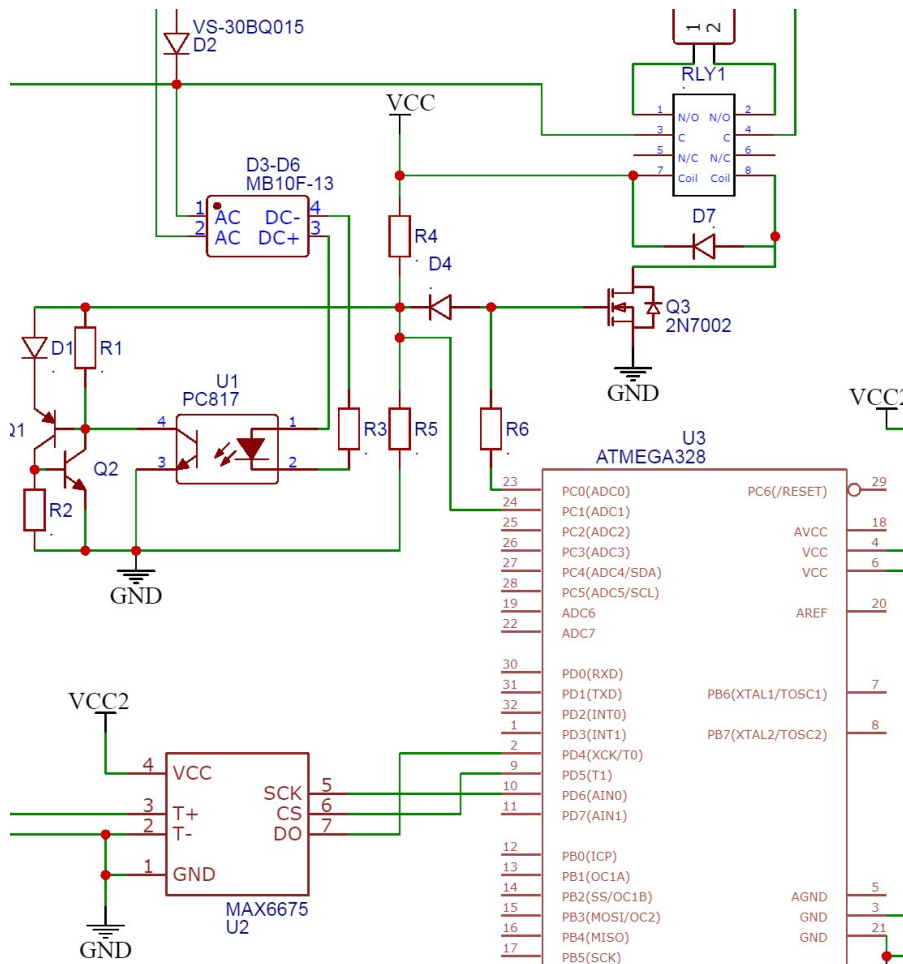 VS-30BQ015
D2
1 2
RLY1
1 N/O N/O 2
3 C C 4
5 N/C N/C 6
7 Coil Coil 8
VCC
D3-D6
MB10F-13
1 AC DC- 4
2 AC DC+ 3
R4
D7
D4
Q3
2N7002
GND
D1
R1
U1
PC817
4 1
3 2
Q1
Q2
R2
R3
R5
R6
GND
VCC2
U3
ATMEGA328
23 PC0(ADC0) PC6(/RESET) 29
24 PC1(ADC1)
25 PC2(ADC2) AVCC 18
26 PC3(ADC3) VCC 4
27 PC4(ADC4/SDA) VCC 6
28 PC5(ADC5/SCL)
19 ADC6 AREF 20
22 ADC7
30 PD0(RXD)
31 PD1(TXD) PB6(XTAL1/TOSC1) 7
32 PD2(INT0)
1 PD3(INT1) PB7(XTAL2/TOSC2) 8
2 PD4(XCK/T0)
9 PD5(T1)
10 PD6(AIN0)
11 PD7(AIN1)
12 PB0(ICP)
13 PB1(OC1A)
14 PB2(SS/OC1B) AGND 5
15 PB3(MOSI/OC2) GND 3
16 PB4(MISO) GND 21
17 PB5(SCK)
VCC2
4 VCC
SCK 5
3 T+ CS 6
2 T- DO 7
1 GND
MAX6675
U2
GND